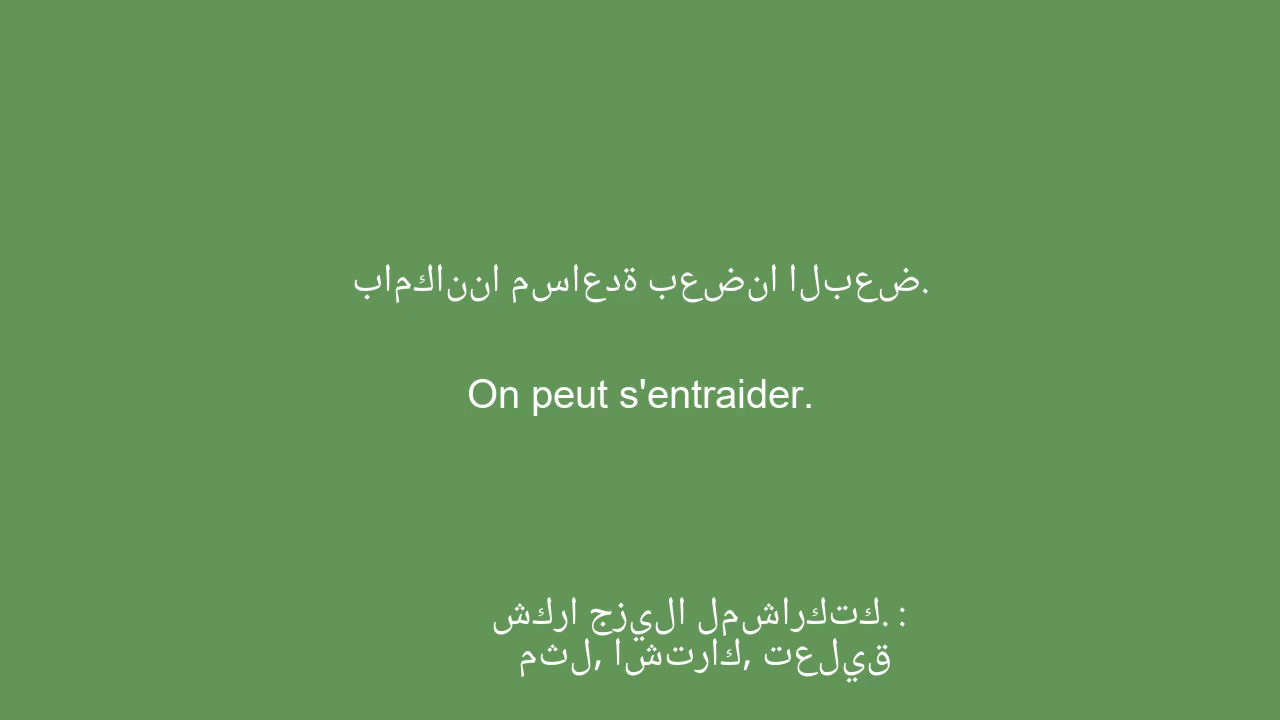 بامكاننا مساعدة بعضنا البعض.
On peut s'entraider.
شكرا جزيلا لمشاركتك. :
مثل, اشتراك, تعليق